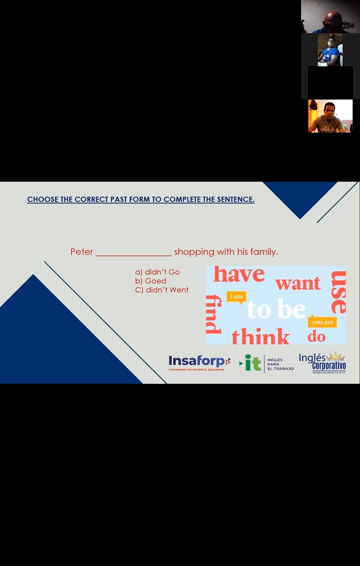 CHOOSE THE CORRECT PAST FORM TO COMPLETE THE SENTENCE.
Peter ________________ shopping with his family.
a) didn't Go
b) Goed
C) didn't Went
have
want
use
I am
find
to be
you are
think
do
Insaforp
it
INGLÉS
PARA
EL TRABAJO
Inglés
Corporativo